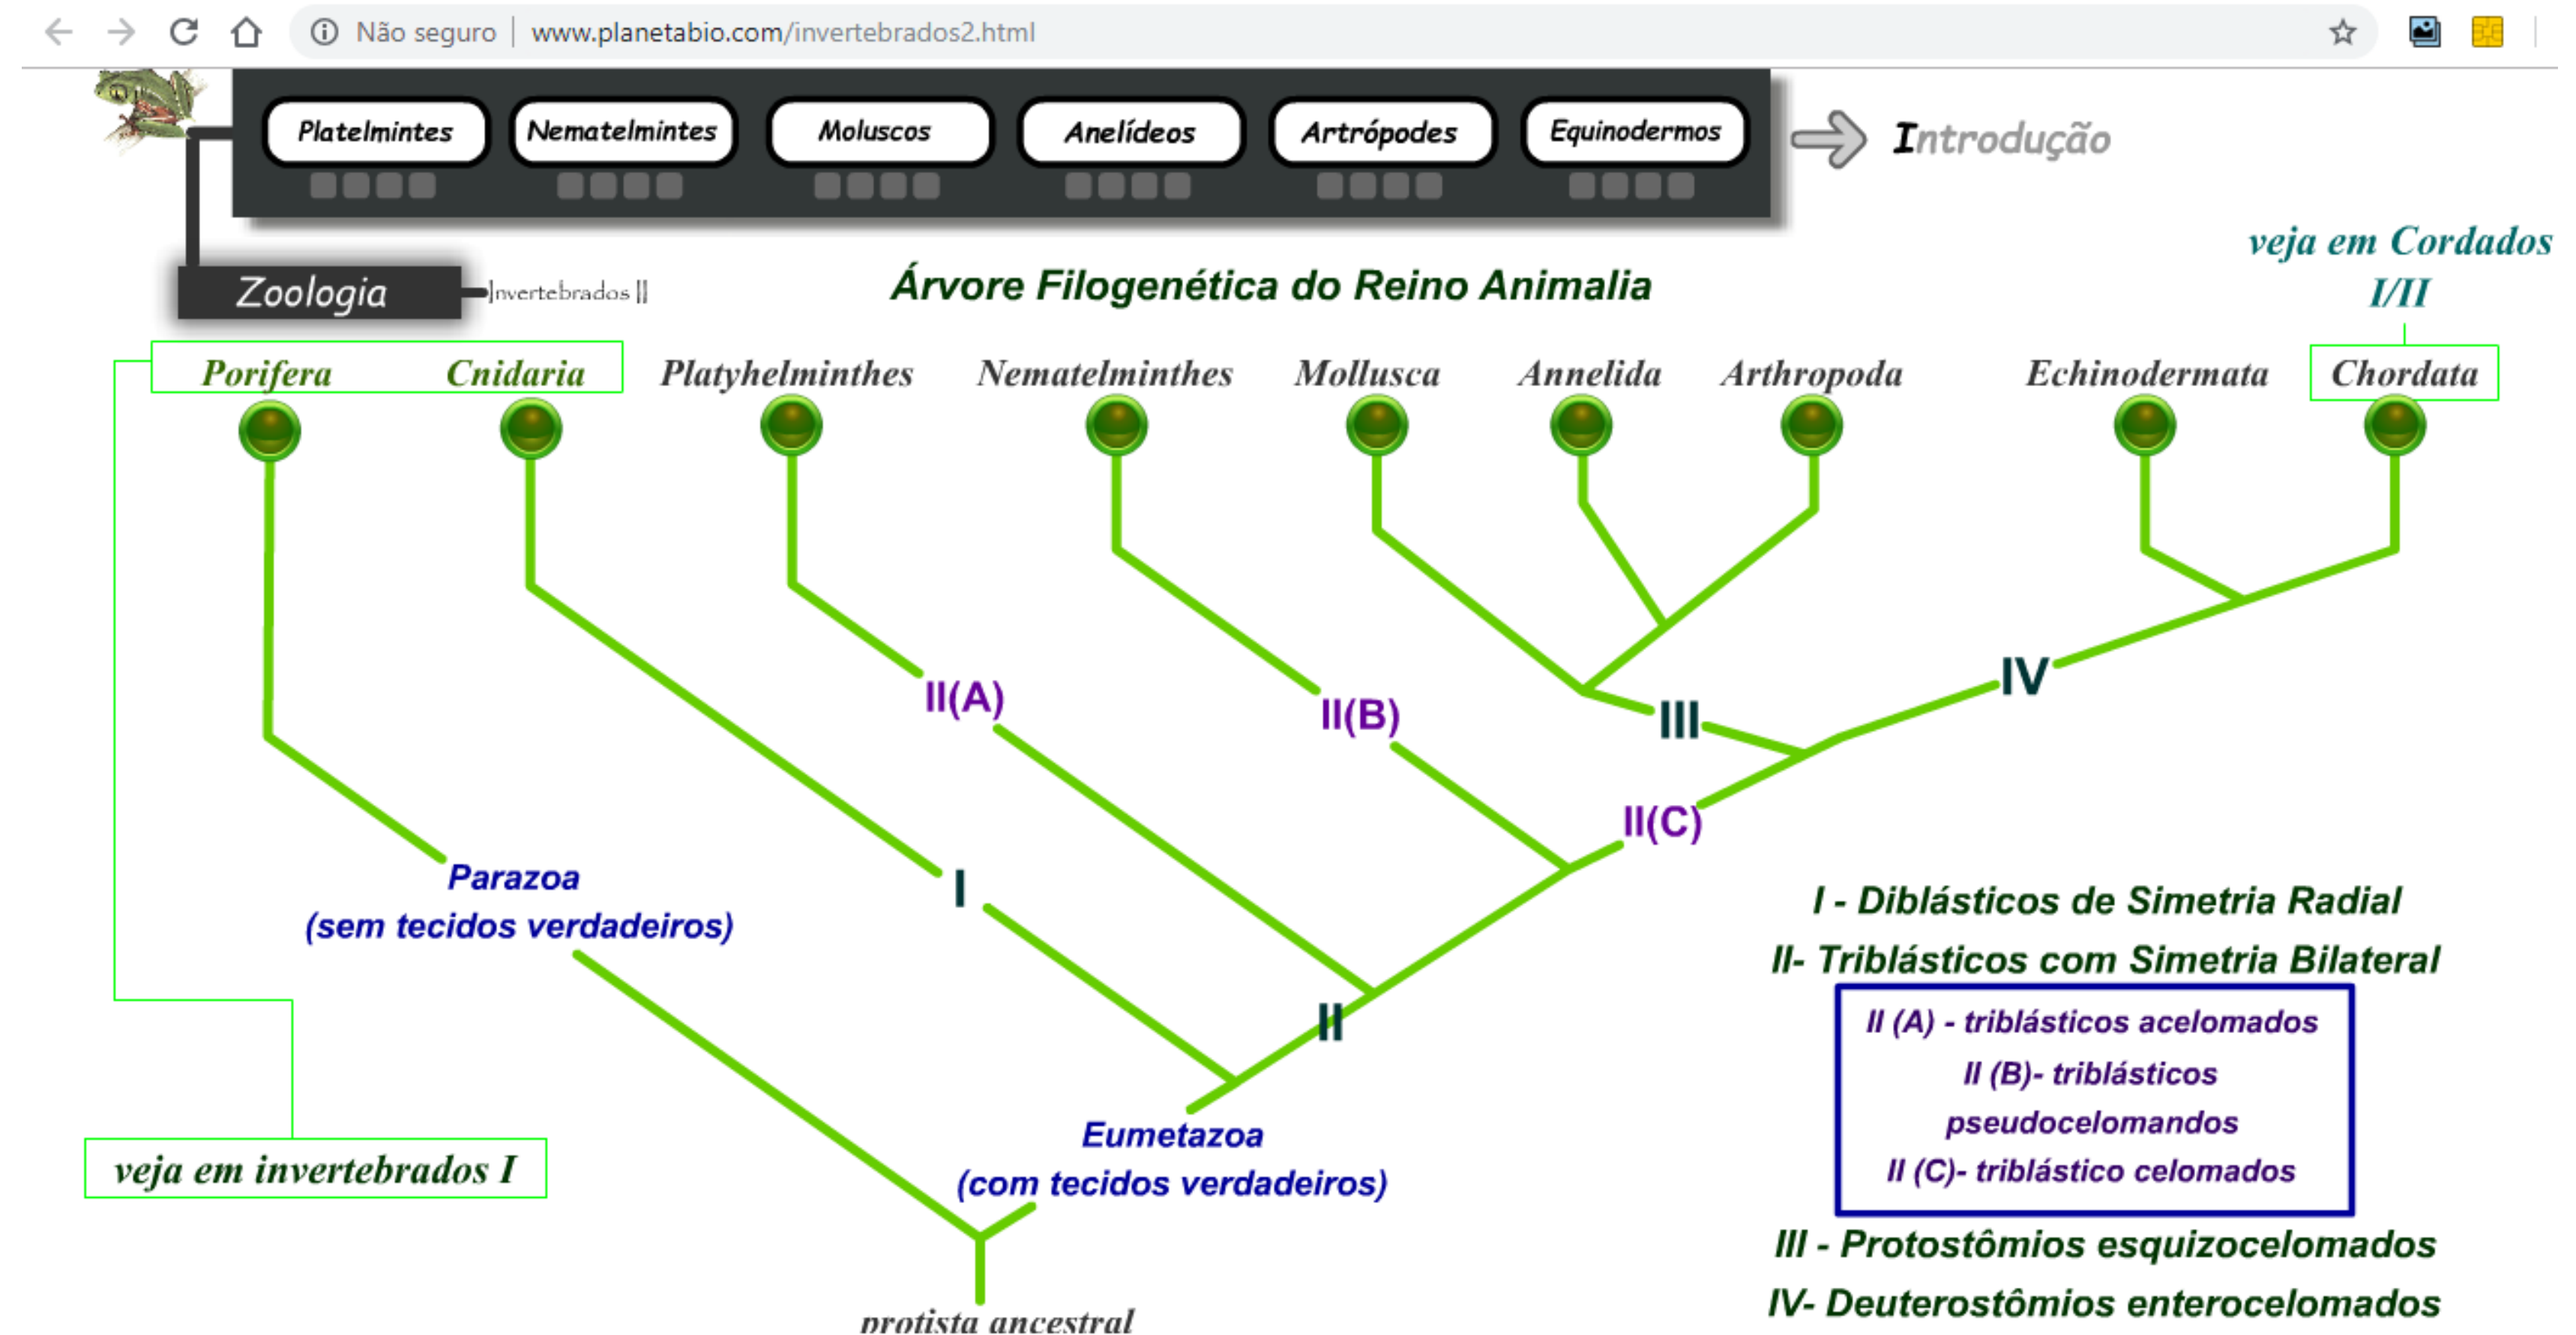 Não seguro | www.planetabio.com/invertebrados2.html
Platelmintes Nematelmintes Moluscos Anelídeos Artrópodes Equinodermos Introdução
veja em Cordados
I/II
Zoologia Invertebrados II
Árvore Filogenética do Reino Animalia
Porifera Cnidaria Platyhelminthes Nematelminthes Mollusca Annelida Arthropoda Echinodermata Chordata
IV
II(A) II(B) III
II(C)
Parazoa
(sem tecidos verdadeiros)
I
II
Eumetazoa
(com tecidos verdadeiros)
veja em invertebrados I
protista ancestral
I - Diblásticos de Simetria Radial
II- Triblásticos com Simetria Bilateral
II (A) - triblásticos acelomados
II (B)- triblásticos
pseudocelomandos
II (C)- triblástico celomados
III - Protostômios esquizocelomados
IV- Deuterostômios enterocelomados